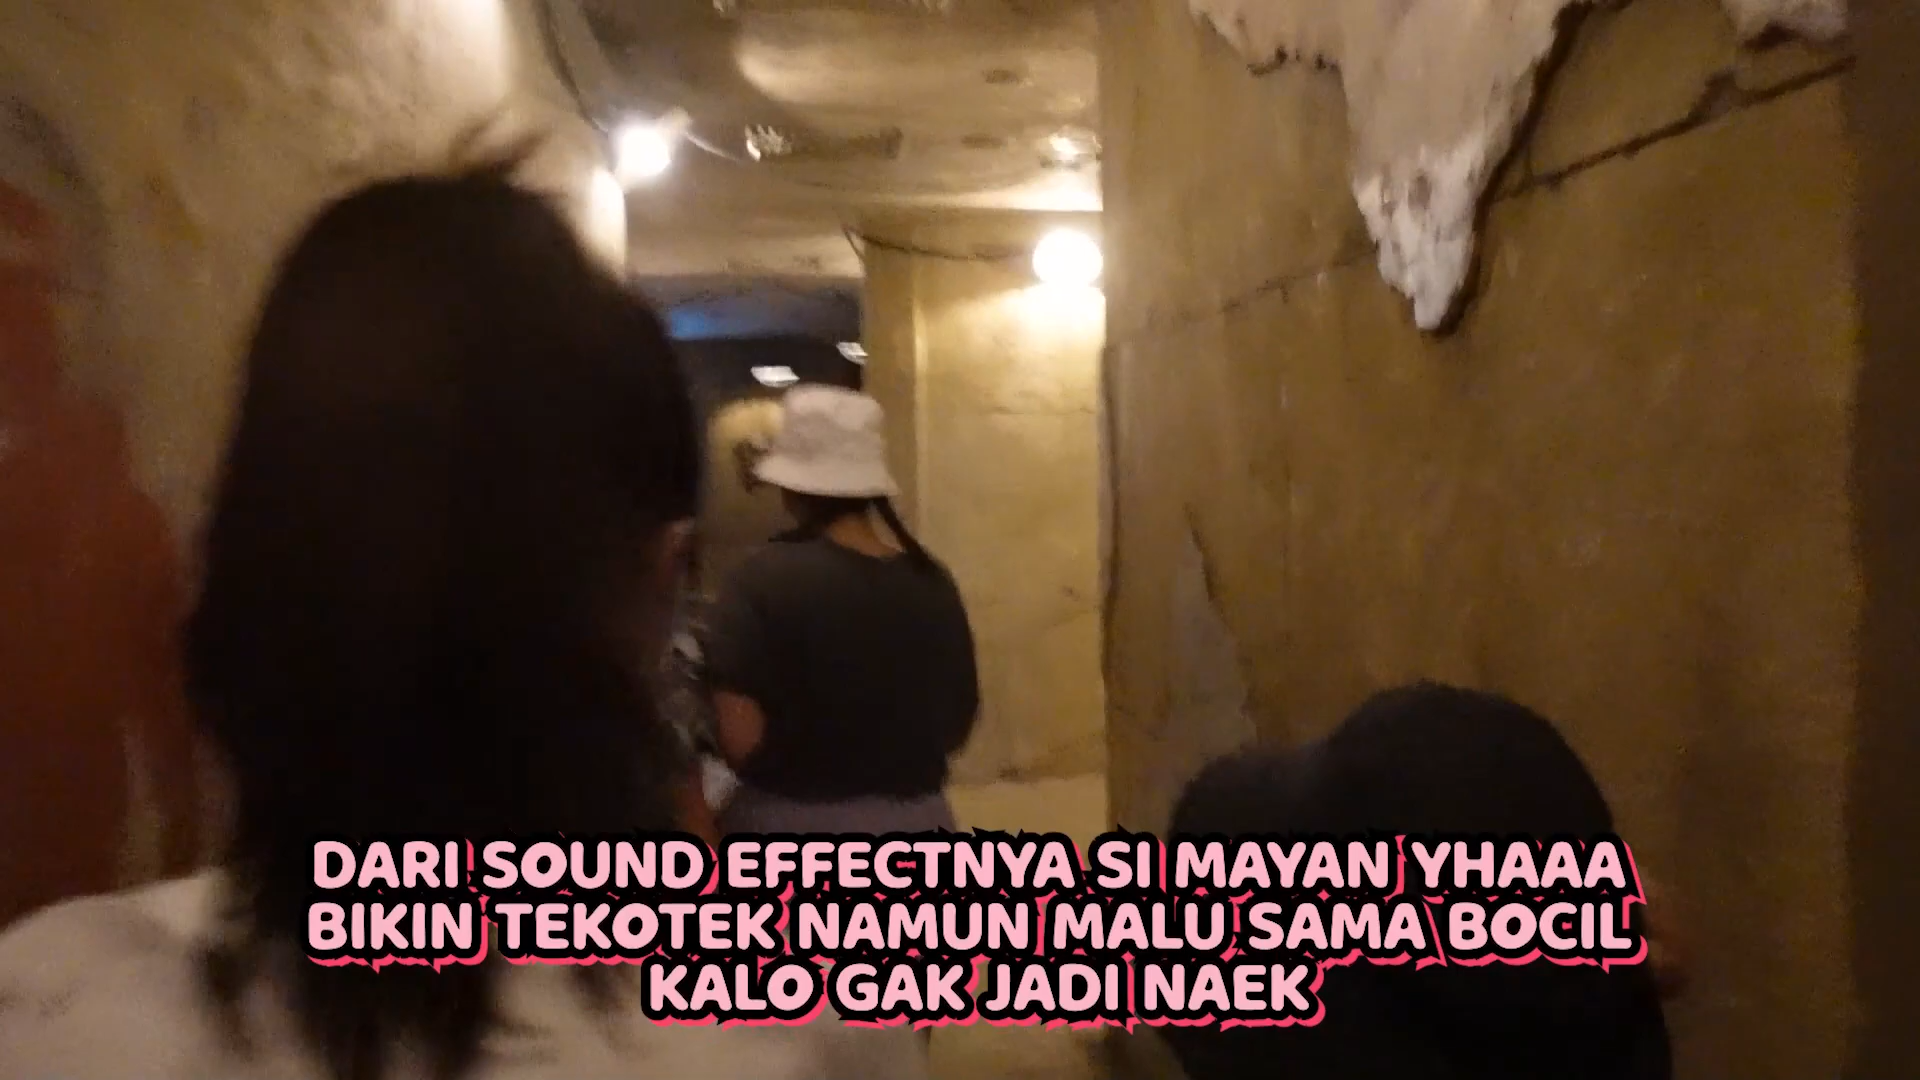 DARI SOUND EFFECTNYA SI MAYAN YHAAA
BIKIN TEKOTEK NAMUN MALU SAMA BOCIL
KALO GAK JADI NAEK